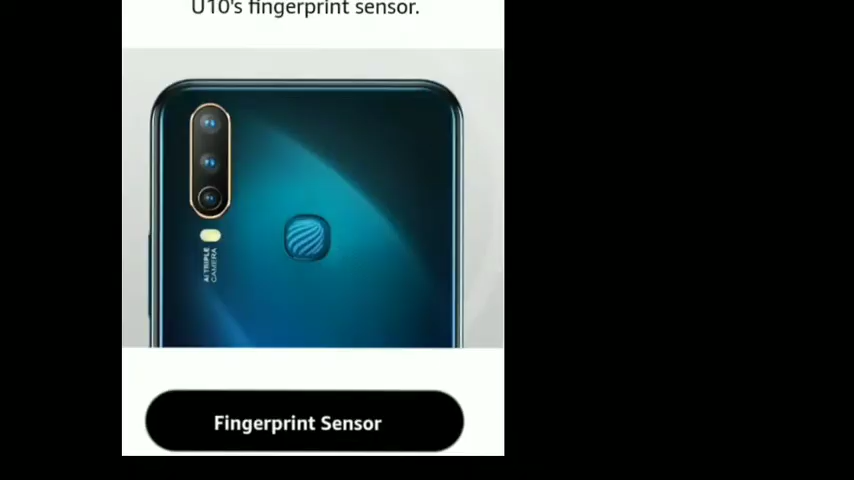 U10's fingerprint sensor.
AI TRIPLE
CAMERA
Fingerprint Sensor